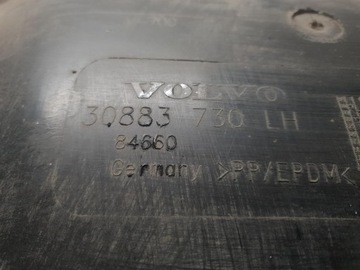 VOLVO
30883 730 LH
84660
Germany >PP/EPDM<